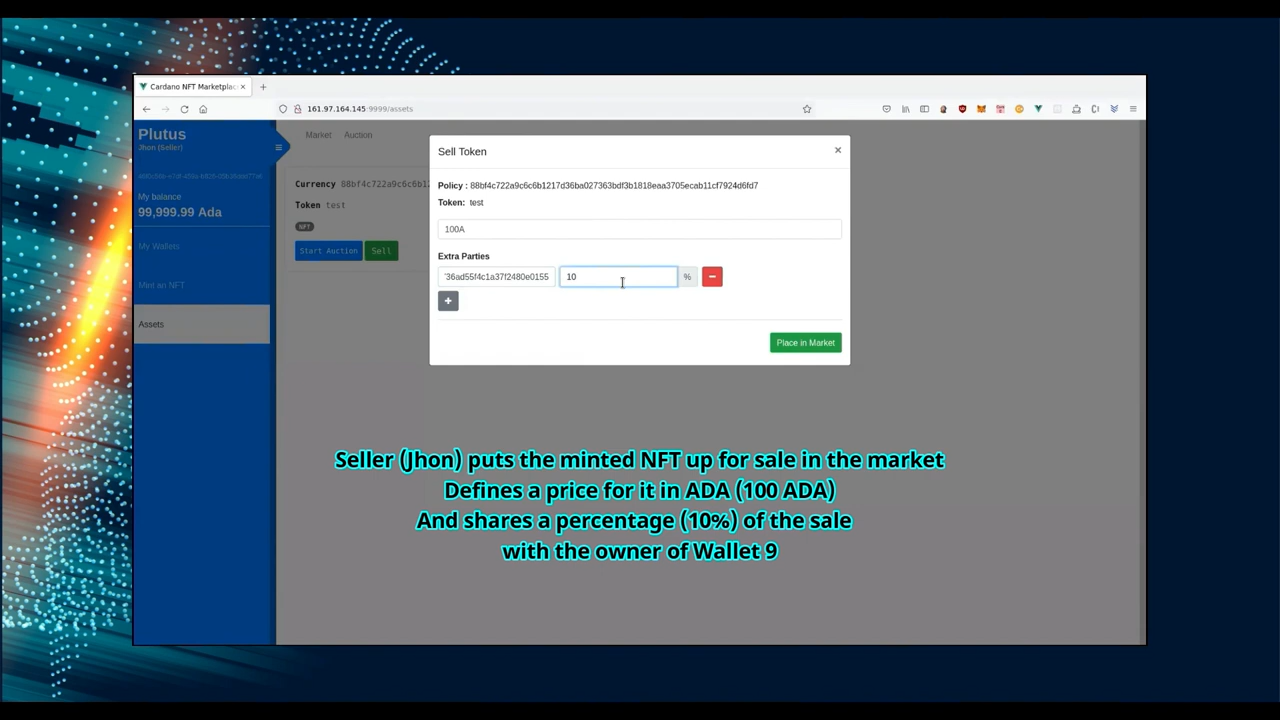 Cardano NFT Marketplac
161.97.164.145:9999/assets
Plutus
Jhon (Seller)
My balance
99,999.99 Ada
My Wallets
Mint an NFT
Assets
Market Auction
Currency 88bf4c722a9c6c6b12
Token test
NFT
Start Auction Sell
Sell Token
Policy : 88bf4c722a9c6c6b1217d36ba027363bdf3b1818eaa3705ecab11cf7924d6fd7
Token: test
100A
Extra Parties
'36ad55f4c1a37f2480e0155 10 %
Place in Market
Seller (Jhon) puts the minted NFT up for sale in the market
Defines a price for it in ADA (100 ADA)
And shares a percentage (10%) of the sale
with the owner of Wallet 9